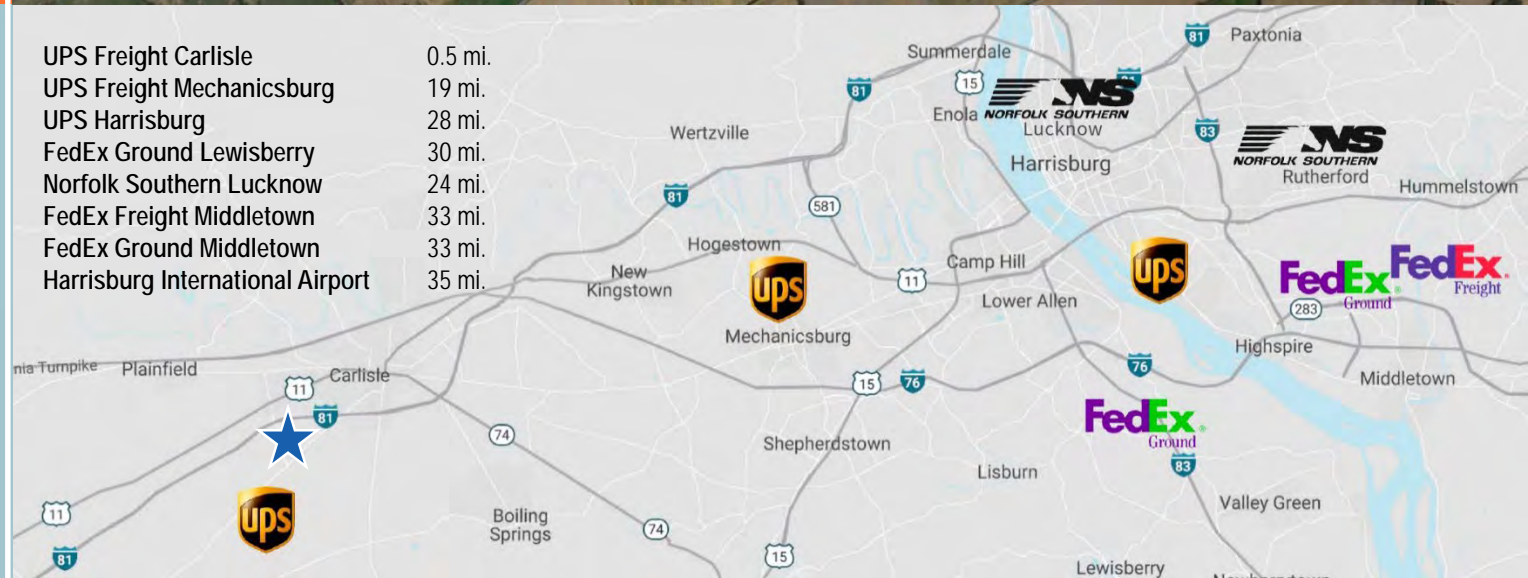 UPS Freight Carlisle 0.5 mi.
UPS Freight Mechanicsburg 19 mi.
UPS Harrisburg 28 mi.
FedEx Ground Lewisberry 30 mi.
Norfolk Southern Lucknow 24 mi.
FedEx Freight Middletown 33 mi.
FedEx Ground Middletown 33 mi.
Harrisburg International Airport 35 mi.
81
Paxtonia
Summerdale
15
81
NS
Enola
NORFOLK SOUTHERN
Lucknow
Wertzville
83
NS
NORFOLK SOUTHERN
Harrisburg
Rutherford
Hummelstown
81
581
Hogestown
New
Kingstown
ups
Mechanicsburg
11
Camp Hill
Lower Allen
ups
FedEx
Ground
FedEx
Freight
283
Highspire
Middletown
nia Turnpike
Plainfield
11
Carlisle
81
15
76
76
74
Shepherdstown
FedEx
Ground
83
Lisburn
Valley Green
11
ups
Boiling
Springs
74
81
15
Lewisberry